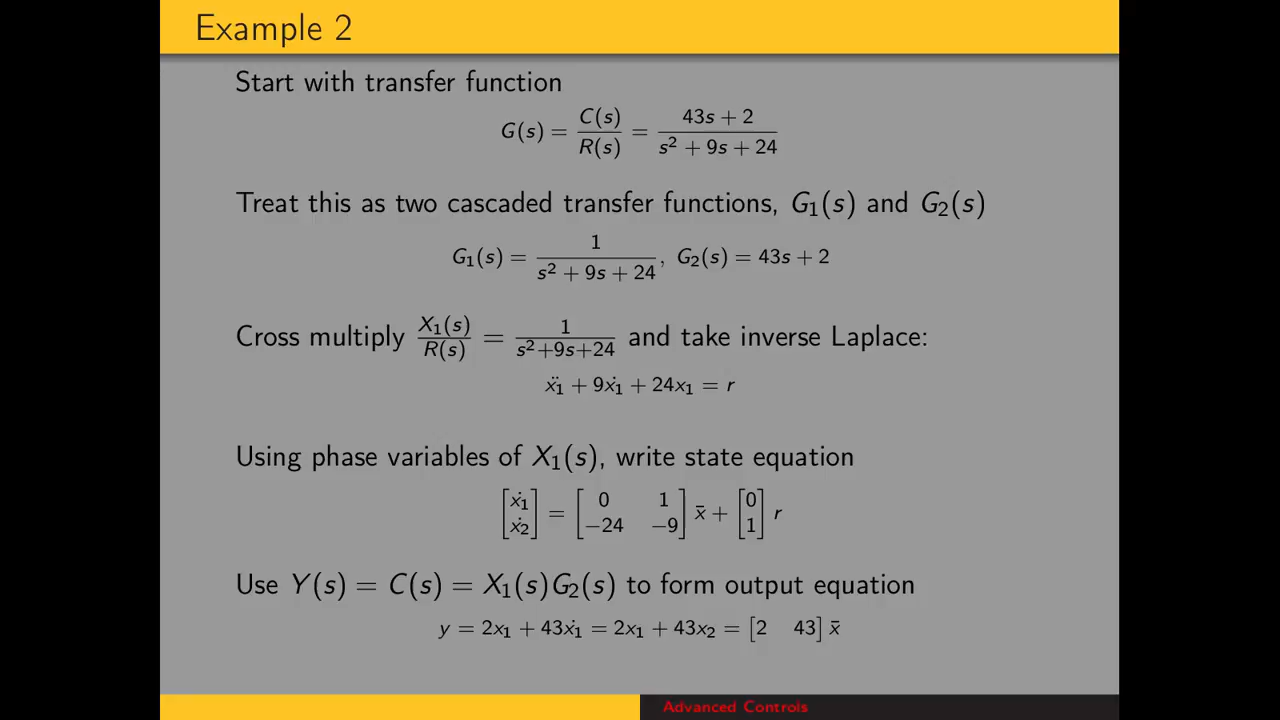 Example 2
Start with transfer function
G(s) = C(s)/R(s) = (43s + 2)/(s² + 9s + 24)
Treat this as two cascaded transfer functions, G₁(s) and G₂(s)
G₁(s) = 1/(s² + 9s + 24), G₂(s) = 43s + 2
Cross multiply X₁(s)/R(s) = 1/(s²+9s+24) and take inverse Laplace:
ẍ₁ + 9ẋ₁ + 24x₁ = r
Using phase variables of X₁(s), write state equation
[ẋ₁; ẋ₂] = [0 1; −24 −9] x̄ + [0; 1] r
Use Y(s) = C(s) = X₁(s)G₂(s) to form output equation
y = 2x₁ + 43ẋ₁ = 2x₁ + 43x₂ = [2 43] x̄
Advanced Controls